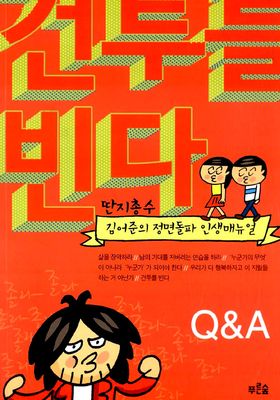 건투를
빈다
딴지총수
김어준의 정면돌파 인생매뉴얼
삶을 장악하라 // 남의 기대를 저버리는 연습을 하라 // '누군가의 무엇'
이 아니라 '누군가'가 되어야 한다 // 우리가 다 행복하자고 이 지랄들
하는 거 아닌가 // 건투를 빈다
Q&A
졸라~
졸라~
푸른숲